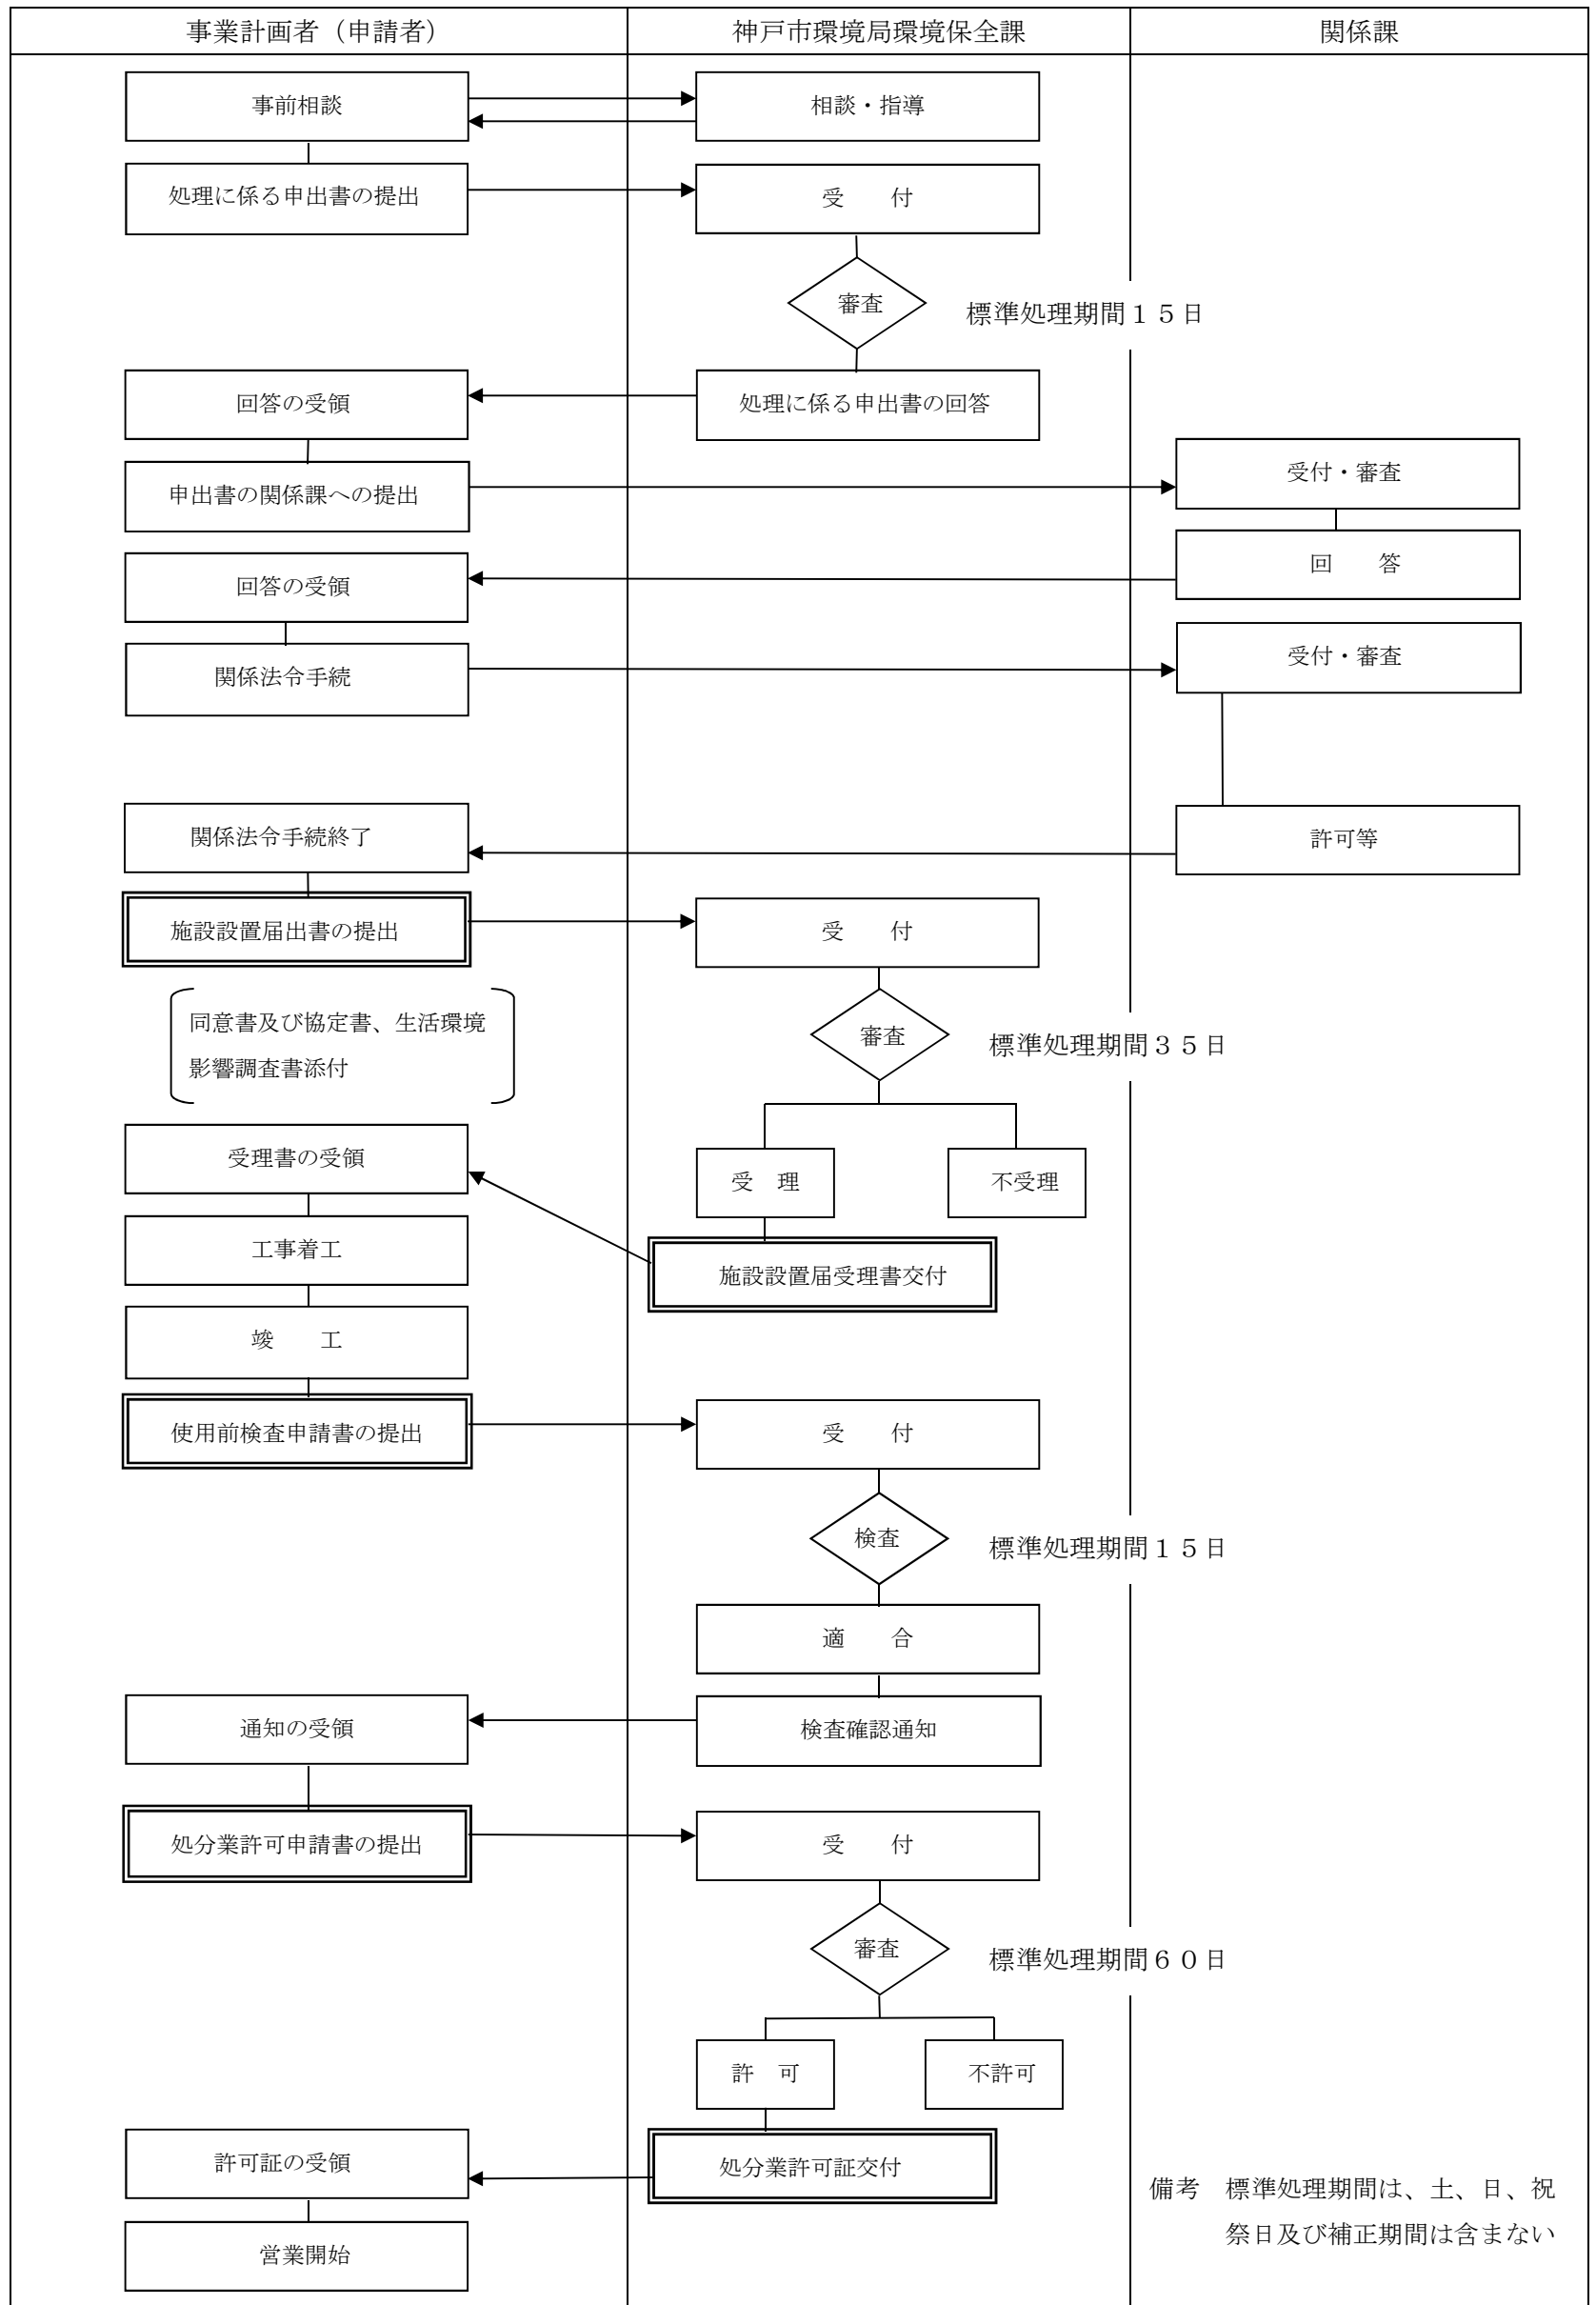 事業計画者（申請者）
神戸市環境局環境保全課
関係課
事前相談
相談・指導
処理に係る申出書の提出
受　　付
審査
標準処理期間１５日
回答の受領
処理に係る申出書の回答
申出書の関係課への提出
受付・審査
回　　答
回答の受領
関係法令手続
受付・審査
関係法令手続終了
許可等
施設設置届出書の提出
受　　付
同意書及び協定書、生活環境
影響調査書添付
審査
標準処理期間３５日
受理書の受領
受　理
不受理
工事着工
施設設置届受理書交付
竣　　工
使用前検査申請書の提出
受　　付
検査
標準処理期間１５日
適　　合
通知の受領
検査確認通知
処分業許可申請書の提出
受　　付
審査
標準処理期間６０日
許　可
不許可
許可証の受領
処分業許可証交付
備考　標準処理期間は、土、日、祝
祭日及び補正期間は含まない
営業開始